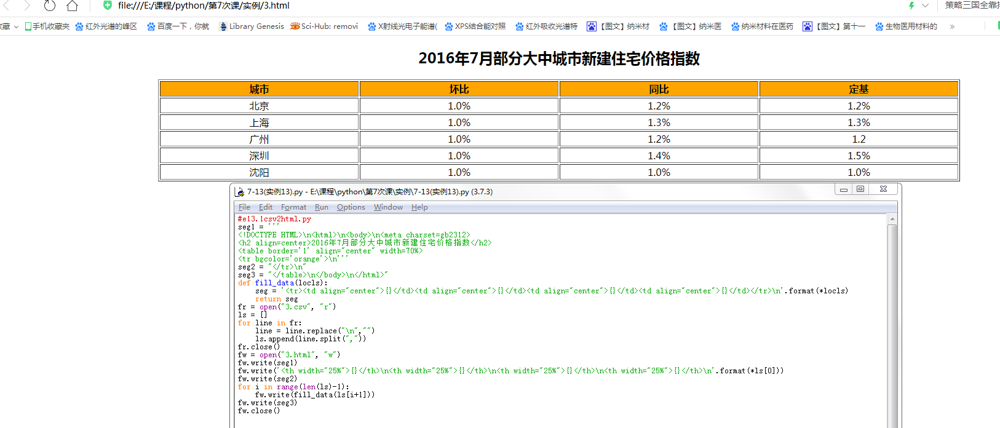 file:///E:/课程/python/第7次课/实例/3.html
策略三国全靠
收藏 手机收藏夹 红外光谱的峰区 百度一下，你就 Library Genesis Sci-Hub: removi X射线光电子能谱( XPS结合能对照 红外吸收光谱特 【图文】纳米材 【图文】纳米医 纳米材料在医药 【图文】第十一 生物医用材料的 »
2016年7月部分大中城市新建住宅价格指数
城市 坏比 同比 定基
北京 1.0% 1.2% 1.2%
上海 1.0% 1.3% 1.3%
广州 1.0% 1.2% 1.2
深圳 1.0% 1.4% 1.5%
沈阳 1.0% 1.0% 1.0%
7-13(实例13).py - E:\课程\python\第7次课\实例\7-13(实例13).py (3.7.3)
File Edit Format Run Options Window Help
#e13.1csv2html.py
seg1 = '''
<!DOCTYPE HTML>\n<html>\n<body>\n<meta charset=gb2312>
<h2 align=center>2016年7月部分大中城市新建住宅价格指数</h2>
<table border='1' align="center" width=70%>
<tr bgcolor='orange'>\n'''
seg2 = "</tr>\n"
seg3 = "</table>\n</body>\n</html>"
def fill_data(locls):
    seg = '<tr><td align="center">{}</td><td align="center">{}</td><td align="center">{}</td><td align="center">{}</td></tr>\n'.format(*locls)
    return seg
fr = open("3.csv", "r")
ls = []
for line in fr:
    line = line.replace("\n","")
    ls.append(line.split(","))
fr.close()
fw = open("3.html", "w")
fw.write(seg1)
fw.write('<th width="25%">{}</th>\n<th width="25%">{}</th>\n<th width="25%">{}</th>\n<th width="25%">{}</th>\n'.format(*ls[0]))
fw.write(seg2)
for i in range(len(ls)-1):
    fw.write(fill_data(ls[i+1]))
fw.write(seg3)
fw.close()